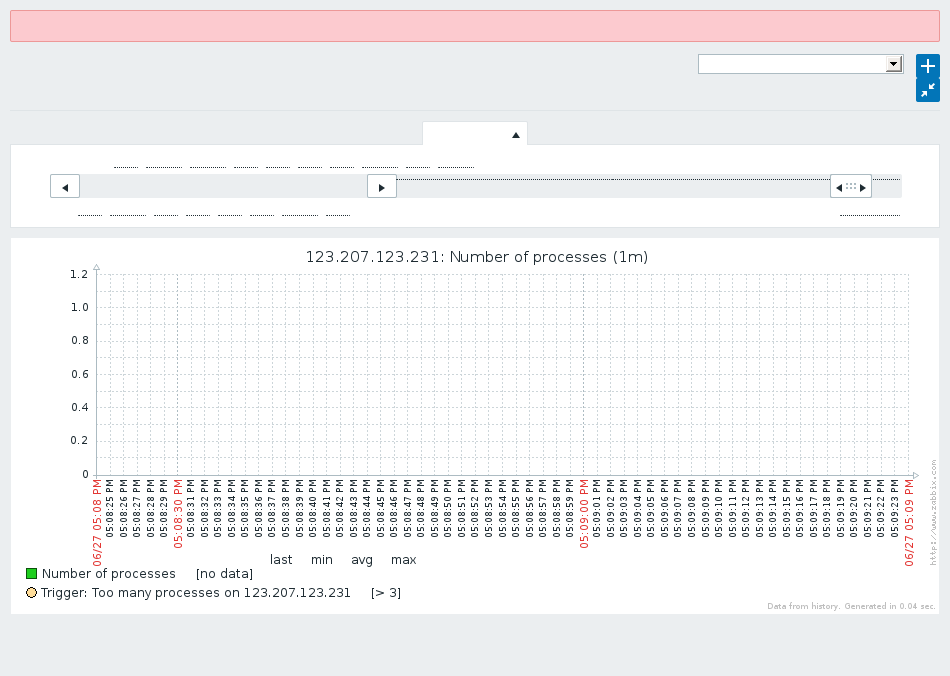 123.207.123.231: Number of processes (1m)
1.2
1.0
0.8
0.6
0.4
0.2
0
06/27 05:08 PM
05:08:25 PM
05:08:26 PM
05:08:27 PM
05:08:28 PM
05:08:29 PM
05:08:30 PM
05:08:31 PM
05:08:32 PM
05:08:33 PM
05:08:34 PM
05:08:35 PM
05:08:36 PM
05:08:37 PM
05:08:38 PM
05:08:39 PM
05:08:40 PM
05:08:41 PM
05:08:42 PM
05:08:43 PM
05:08:44 PM
05:08:45 PM
05:08:46 PM
05:08:47 PM
05:08:48 PM
05:08:49 PM
05:08:50 PM
05:08:51 PM
05:08:52 PM
05:08:53 PM
05:08:54 PM
05:08:55 PM
05:08:56 PM
05:08:57 PM
05:08:58 PM
05:08:59 PM
05:09:00 PM
05:09:01 PM
05:09:02 PM
05:09:03 PM
05:09:04 PM
05:09:05 PM
05:09:06 PM
05:09:07 PM
05:09:08 PM
05:09:09 PM
05:09:10 PM
05:09:11 PM
05:09:12 PM
05:09:13 PM
05:09:14 PM
05:09:15 PM
05:09:16 PM
05:09:17 PM
05:09:18 PM
05:09:19 PM
05:09:20 PM
05:09:21 PM
05:09:22 PM
05:09:23 PM
06/27 05:09 PM
http://www.zabbix.com
last min avg max
Number of processes [no data]
Trigger: Too many processes on 123.207.123.231 [> 3]
Data from history. Generated in 0.04 sec.